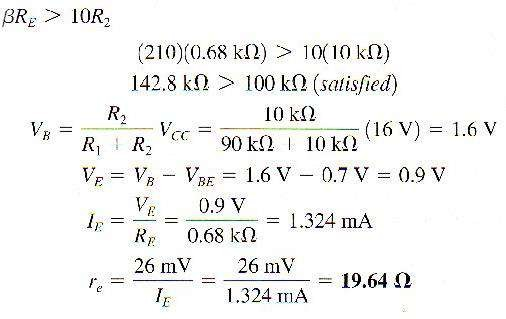 βR_E > 10R_2
(210)(0.68 kΩ) > 10(10 kΩ)
142.8 kΩ > 100 kΩ (satisfied)
V_B = R_2 / (R_1 + R_2) V_CC = 10 kΩ / (90 kΩ + 10 kΩ) (16 V) = 1.6 V
V_E = V_B − V_BE = 1.6 V − 0.7 V = 0.9 V
I_E = V_E / R_E = 0.9 V / 0.68 kΩ = 1.324 mA
r_e = 26 mV / I_E = 26 mV / 1.324 mA = 19.64 Ω